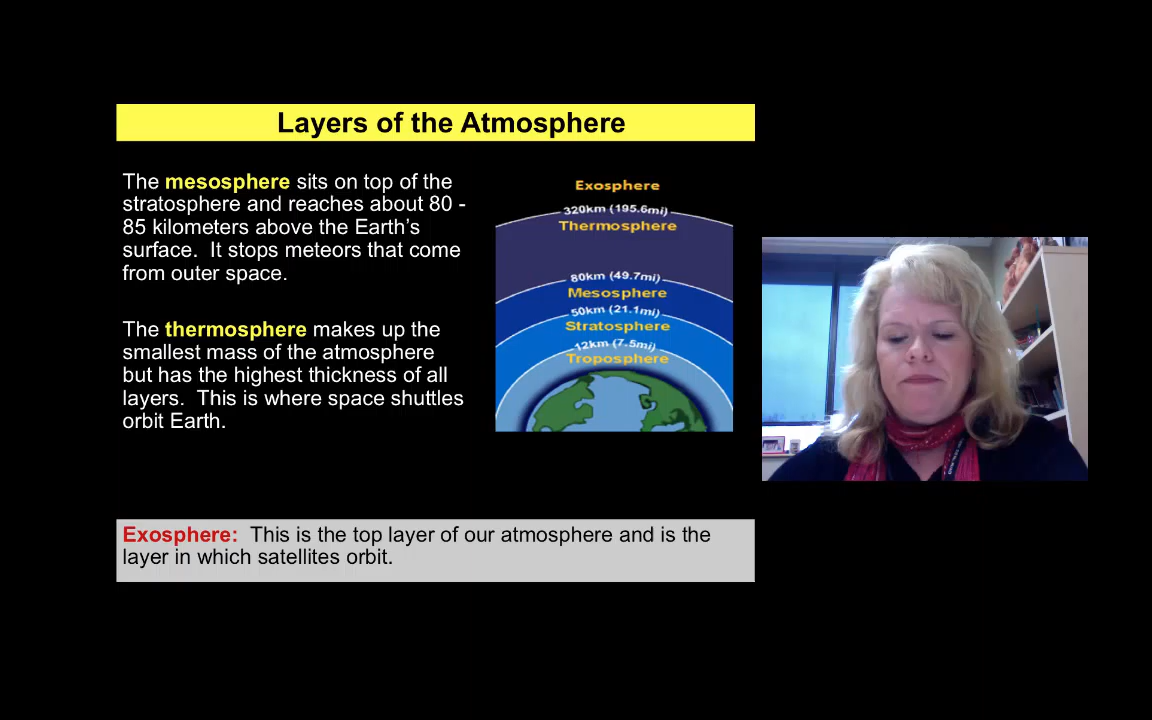 Layers of the Atmosphere
The mesosphere sits on top of the
stratosphere and reaches about 80 -
85 kilometers above the Earth's
surface.  It stops meteors that come
from outer space.
The thermosphere makes up the
smallest mass of the atmosphere
but has the highest thickness of all
layers.  This is where space shuttles
orbit Earth.
Exosphere
320km (195.6mi)
Thermosphere
80km (49.7mi)
Mesosphere
50km (21.1mi)
Stratosphere
12km (7.5mi)
Troposphere
Exosphere:  This is the top layer of our atmosphere and is the
layer in which satellites orbit.